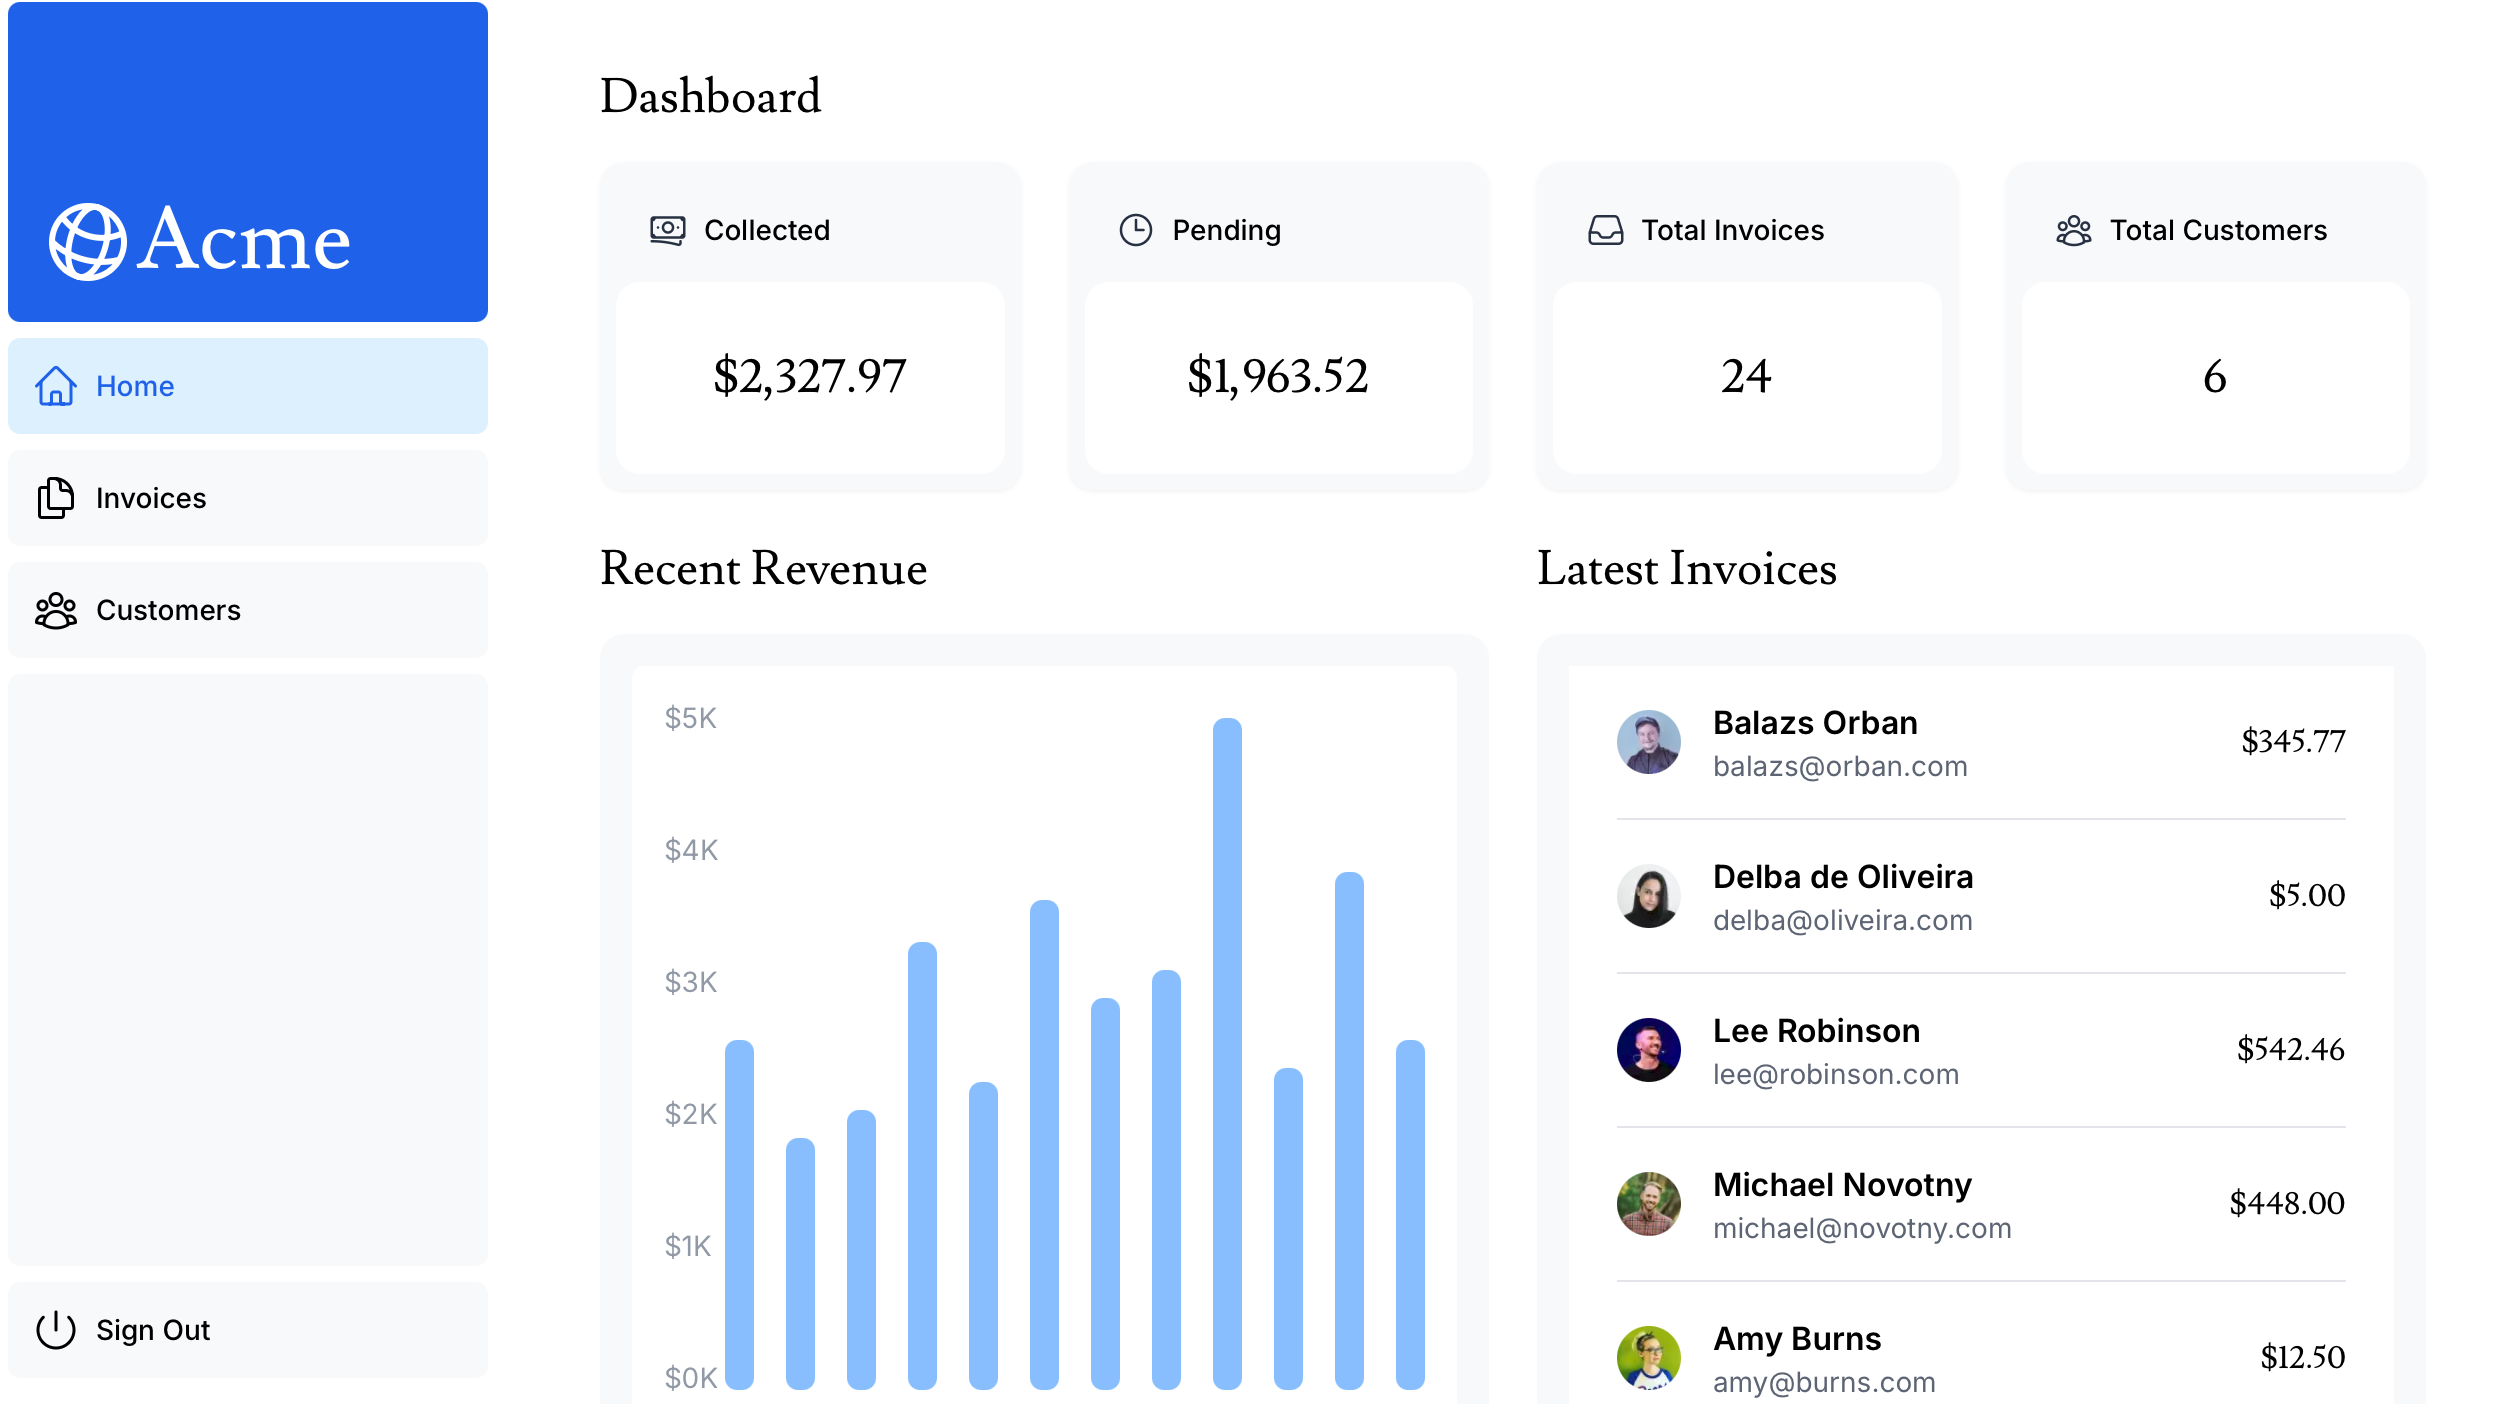 Acme
Home
Invoices
Customers
Sign Out
Dashboard
Collected
$2,327.97
Pending
$1,963.52
Total Invoices
24
Total Customers
6
Recent Revenue
$5K
$4K
$3K
$2K
$1K
$0K
Latest Invoices
Balazs Orban
balazs@orban.com
$345.77
Delba de Oliveira
delba@oliveira.com
$5.00
Lee Robinson
lee@robinson.com
$542.46
Michael Novotny
michael@novotny.com
$448.00
Amy Burns
amy@burns.com
$12.50